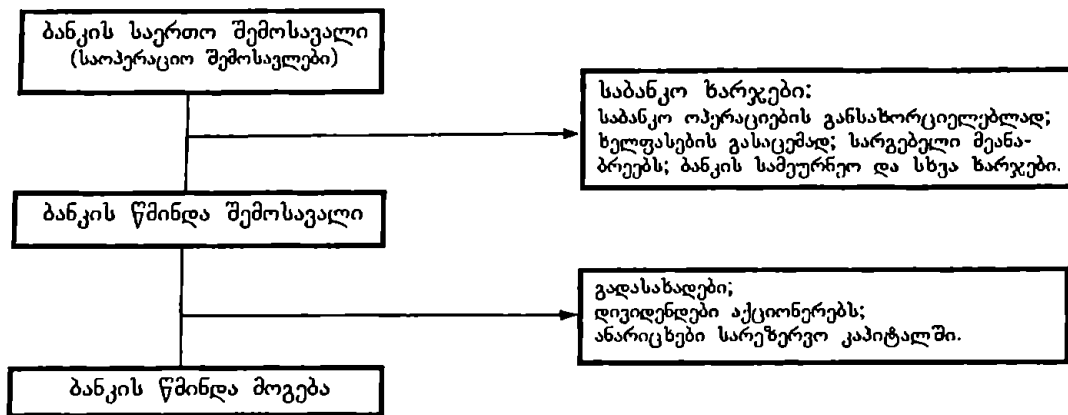 ბანკის საერთო შემოსავალი
(საოპერაციო შემოსავლები)
საბანკო ხარჯები:
საბანკო ოპერაციების განსახორციელებლად;
ხელფასების გასაცემად; სარგებელი მეანა-
ბრეებს; ბანკის სამეურნეო და სხვა ხარჯები.
ბანკის წმინდა შემოსავალი
გადასახადები;
დივიდენდები აქციონერებს;
ანარიცხები სარეზერვო კაპიტალში.
ბანკის წმინდა მოგება